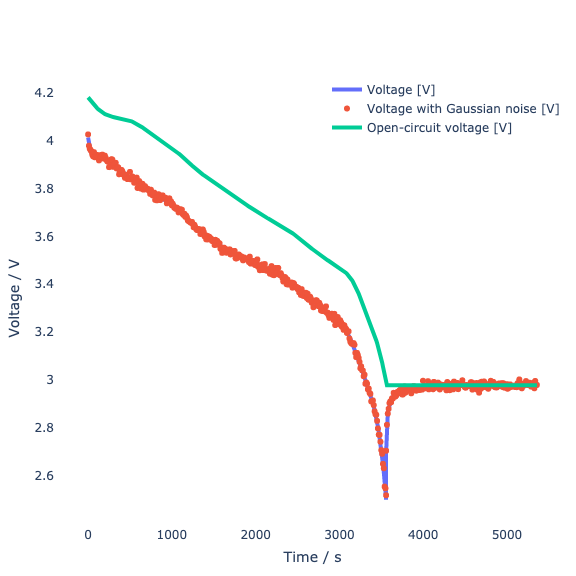 Voltage [V]
Voltage with Gaussian noise [V]
Open-circuit voltage [V]
4.2
4
3.8
3.6
3.4
3.2
3
2.8
2.6
Voltage / V
0 1000 2000 3000 4000 5000
Time / s